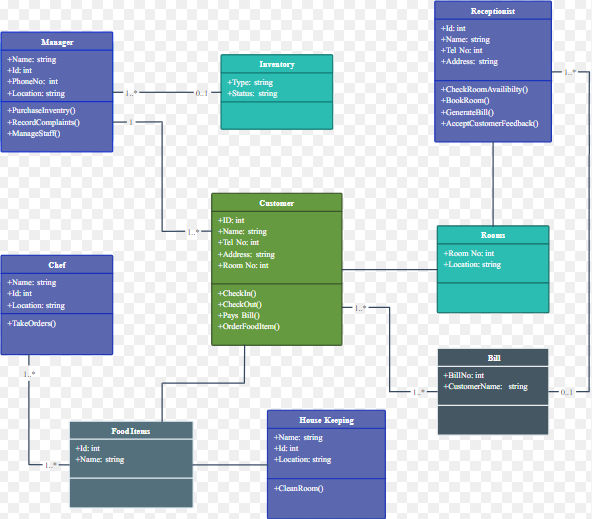 Receptionist
+Id: int
+Name: string
+Tel No: int
+Address: string
+CheckRoomAvailibilty()
+BookRoom()
+GenerateBill()
+AcceptCustomerFeedback()
Manager
+Name: string
+Id: int
+PhoneNo: int
+Location: string
+PurchaseInventry()
+RecordComplaints()
+ManageStaff()
Inventory
+Type: string
+Status: string
1..*
0..1
1..*
1
1..*
Customer
+ID: int
+Name: string
+Tel No: int
+Address: string
+Room No: int
+CheckIn()
+CheckOut()
+Pays Bill()
+OrderFoodItem()
Rooms
+Room No: int
+Location: string
Chef
+Name: string
+Id: int
+Location: string
+TakeOrders()
1..*
Bill
+BillNo: int
+CustomerName: string
1..*
1..*
0..1
Food Items
+Id: int
+Name: string
1..*
House Keeping
+Name: string
+Id: int
+Location: string
+CleanRoom()